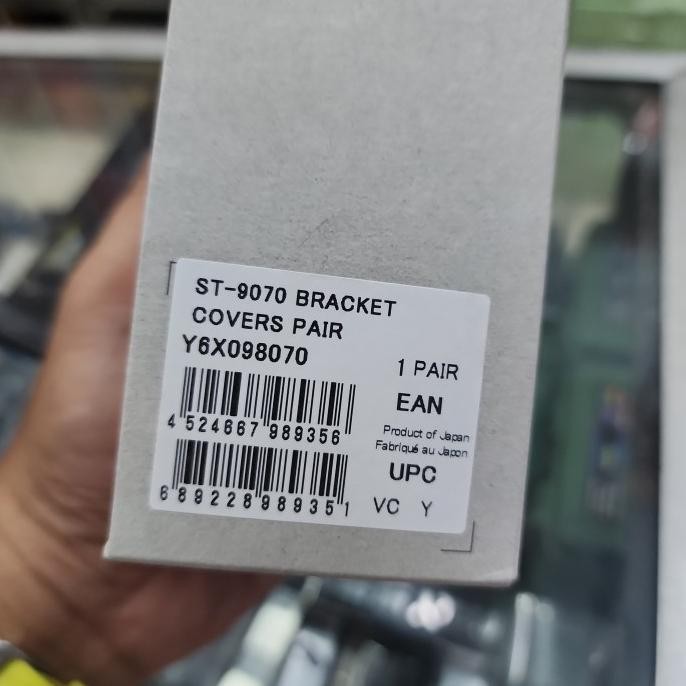 ST-9070 BRACKET
COVERS PAIR
Y6X098070
1 PAIR
EAN
4 524667 989356
Product of Japan
Fabriqué au Japon
UPC
6 89228 98935 1
VC Y